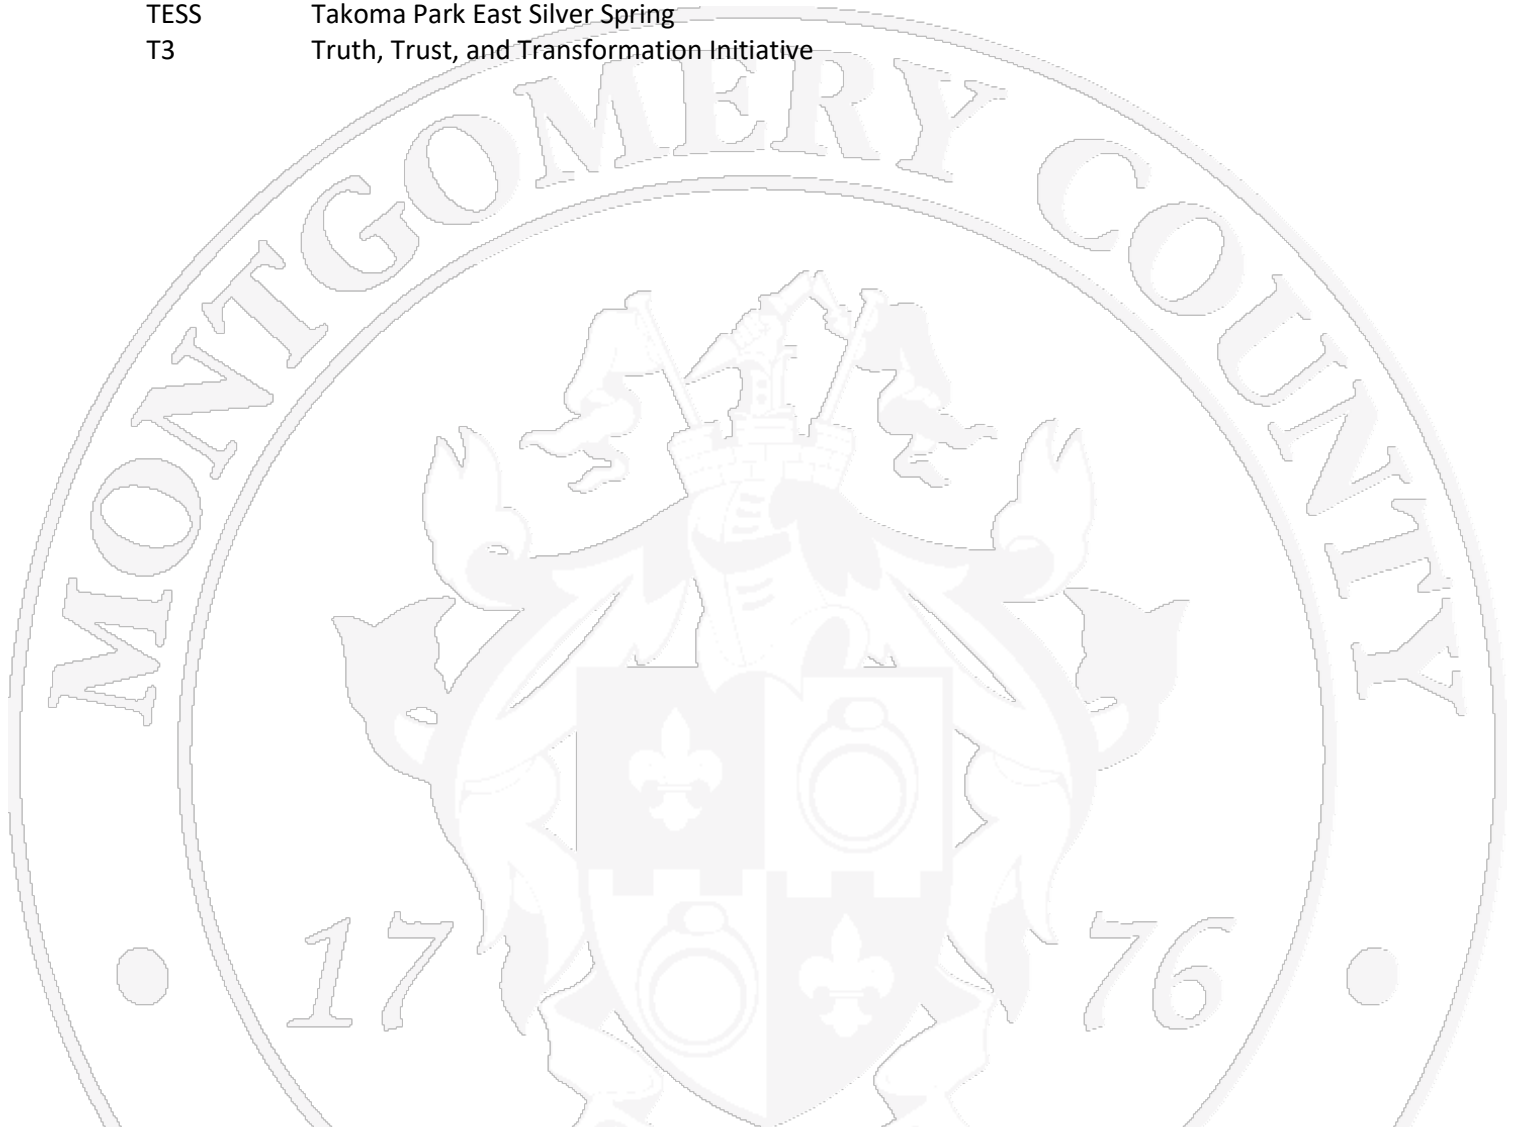 TESS Takoma Park East Silver Spring
T3 Truth, Trust, and Transformation Initiative
MONTGOMERY COUNTY
17 76